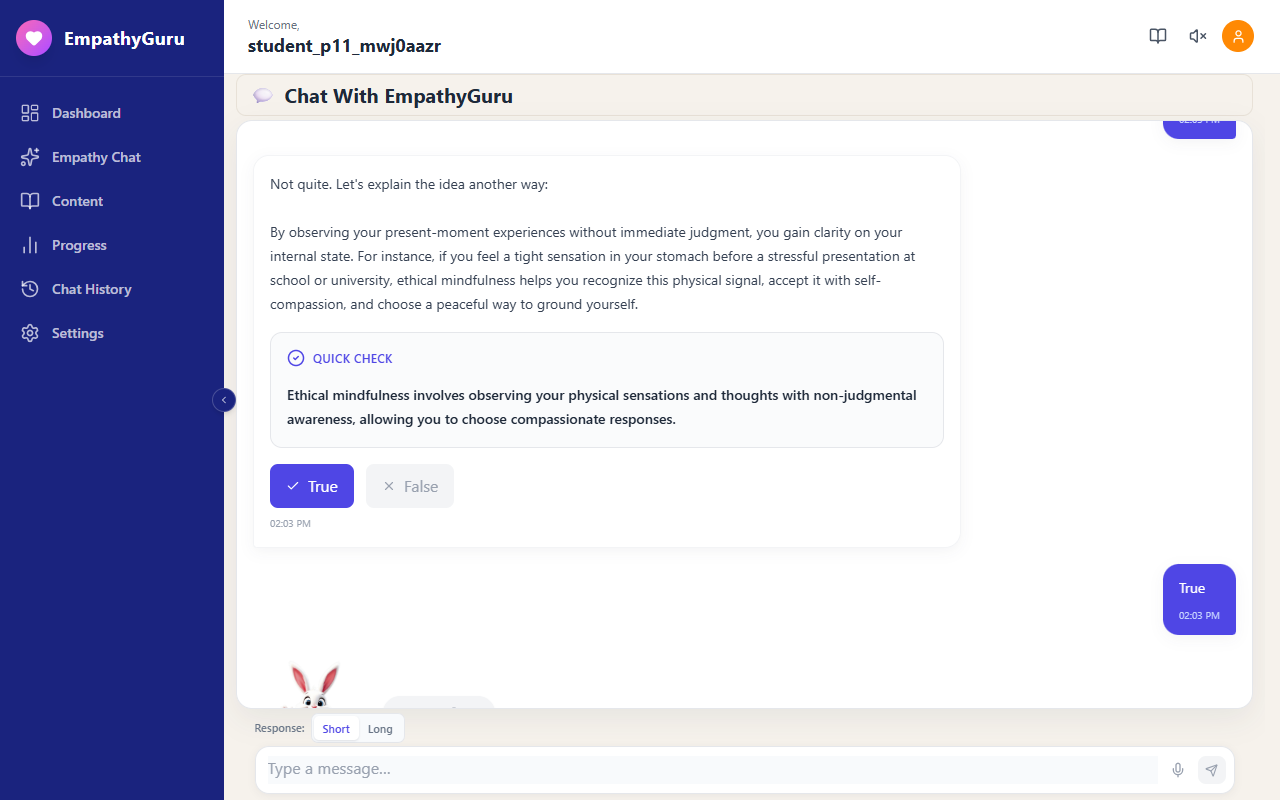 EmpathyGuru
Welcome,
student_p11_mwj0aazr
Dashboard
Empathy Chat
Content
Progress
Chat History
Settings
Chat With EmpathyGuru
Not quite. Let's explain the idea another way:
By observing your present-moment experiences without immediate judgment, you gain clarity on your
internal state. For instance, if you feel a tight sensation in your stomach before a stressful presentation at
school or university, ethical mindfulness helps you recognize this physical signal, accept it with self-
compassion, and choose a peaceful way to ground yourself.
QUICK CHECK
Ethical mindfulness involves observing your physical sensations and thoughts with non-judgmental
awareness, allowing you to choose compassionate responses.
True
False
02:03 PM
True
02:03 PM
Response:
Short
Long
Type a message...